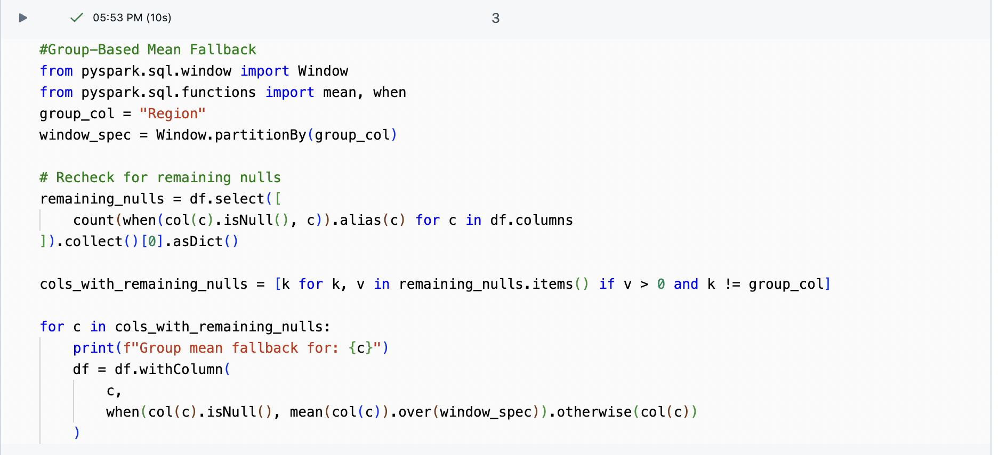 05:53 PM (10s)
3
#Group-Based Mean Fallback
from pyspark.sql.window import Window
from pyspark.sql.functions import mean, when
group_col = "Region"
window_spec = Window.partitionBy(group_col)

# Recheck for remaining nulls
remaining_nulls = df.select([
    count(when(col(c).isNull(), c)).alias(c) for c in df.columns
]).collect()[0].asDict()

cols_with_remaining_nulls = [k for k, v in remaining_nulls.items() if v > 0 and k != group_col]

for c in cols_with_remaining_nulls:
    print(f"Group mean fallback for: {c}")
    df = df.withColumn(
        c,
        when(col(c).isNull(), mean(col(c)).over(window_spec)).otherwise(col(c))
    )